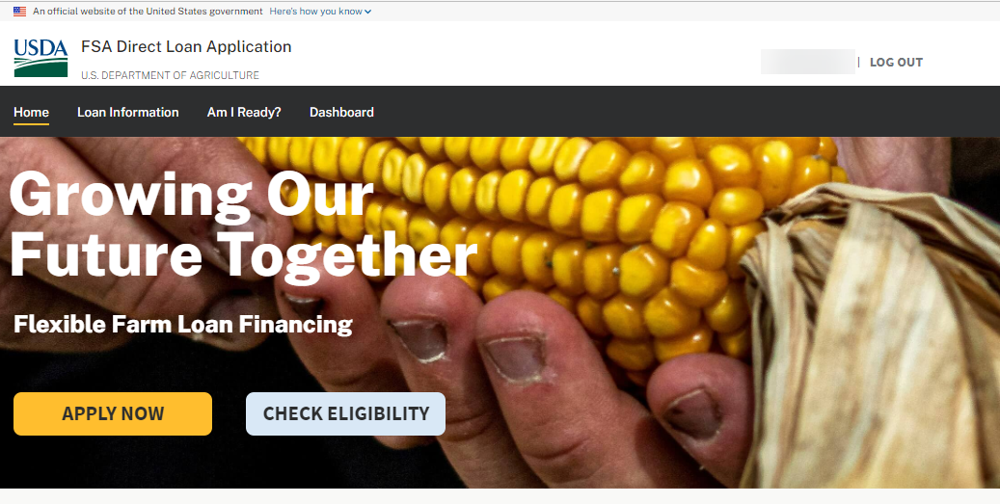 An official website of the United States government Here's how you know
USDA
FSA Direct Loan Application
U.S. DEPARTMENT OF AGRICULTURE
| LOG OUT
Home Loan Information Am I Ready? Dashboard
Growing Our
Future Together
Flexible Farm Loan Financing
APPLY NOW CHECK ELIGIBILITY